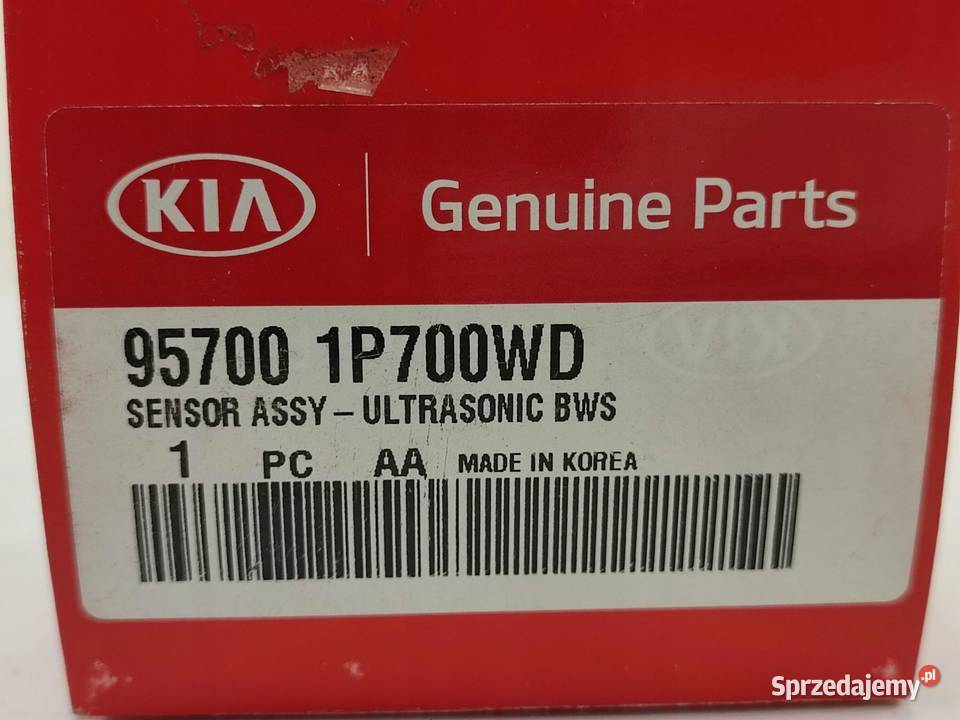 KIA
Genuine Parts
95700 1P700WD
SENSOR ASSY - ULTRASONIC BWS
1 PC AA MADE IN KOREA
Sprzedajemy.pl